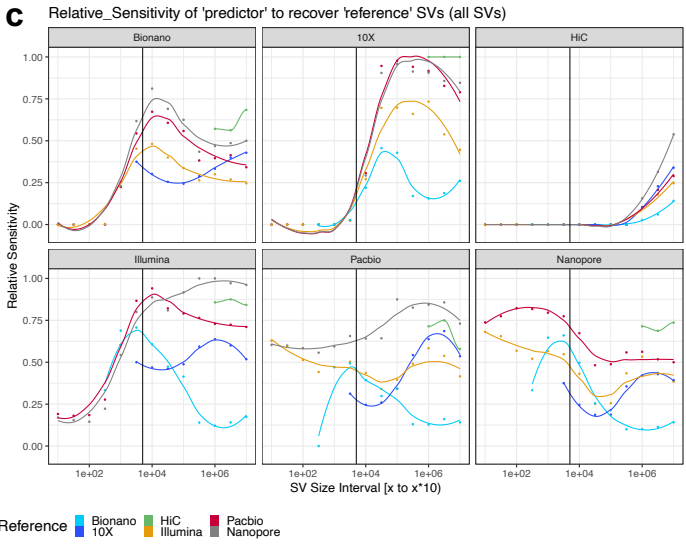 C
Relative_Sensitivity of 'predictor' to recover 'reference' SVs (all SVs)
Bionano 10X HiC
1.00
0.75
0.50
0.25
0.00
Relative Sensitivity
Illumina Pacbio Nanopore
1.00
0.75
0.50
0.25
0.00
1e+02 1e+04 1e+06 1e+02 1e+04 1e+06 1e+02 1e+04 1e+06
SV Size Interval [x to x*10)
Reference Bionano HiC Pacbio
10X Illumina Nanopore